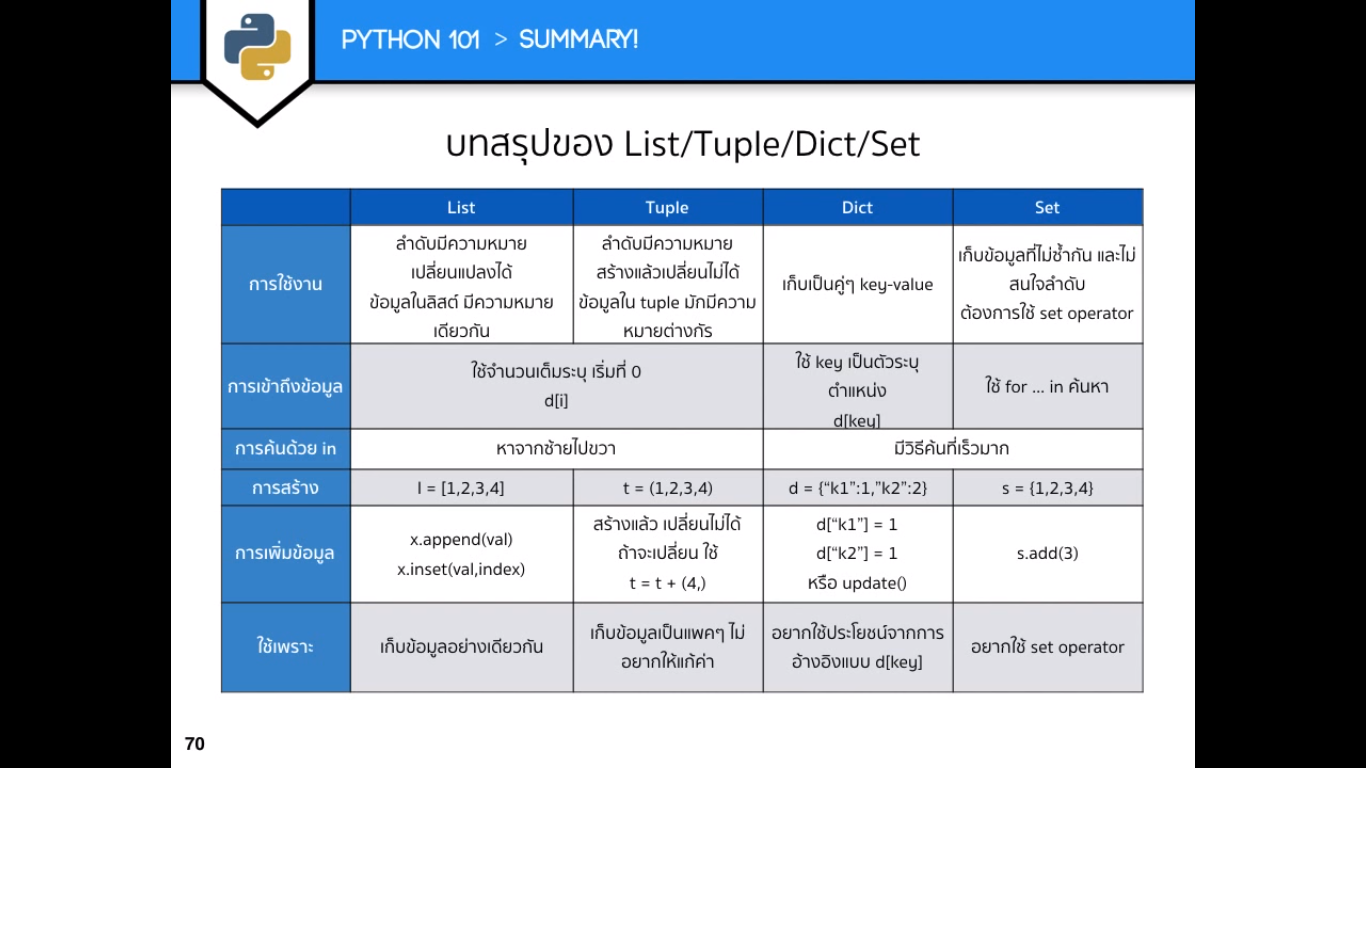 PYTHON 101 > SUMMARY!
บทสรุปของ List/Tuple/Dict/Set
List Tuple Dict Set
การใช้งาน
ลำดับมีความหมาย
เปลี่ยนแปลงได้
ข้อมูลในลิสต์ มีความหมาย
เดียวกัน
ลำดับมีความหมาย
สร้างแล้วเปลี่ยนไม่ได้
ข้อมูลใน tuple มักมีความ
หมายต่างกัร
เก็บเป็นคู่ๆ key-value
เก็บข้อมูลที่ไม่ซ้ำกัน และไม่
สนใจลำดับ
ต้องการใช้ set operator
การเข้าถึงข้อมูล
ใช้จำนวนเต็มระบุ เริ่มที่ 0
d[i]
ใช้ key เป็นตัวระบุ
ตำแหน่ง
d[key]
ใช้ for ... in ค้นหา
การค้นด้วย in
หาจากซ้ายไปขวา
มีวิธีค้นที่เร็วมาก
การสร้าง
l = [1,2,3,4]
t = (1,2,3,4)
d = {“k1”:1,”k2”:2}
s = {1,2,3,4}
การเพิ่มข้อมูล
x.append(val)
x.inset(val,index)
สร้างแล้ว เปลี่ยนไม่ได้
ถ้าจะเปลี่ยน ใช้
t = t + (4,)
d[“k1”] = 1
d[“k2”] = 1
หรือ update()
s.add(3)
ใช้เพราะ
เก็บข้อมูลอย่างเดียวกัน
เก็บข้อมูลเป็นแพคๆ ไม่
อยากให้แก้ค่า
อยากใช้ประโยชน์จากการ
อ้างอิงแบบ d[key]
อยากใช้ set operator
70